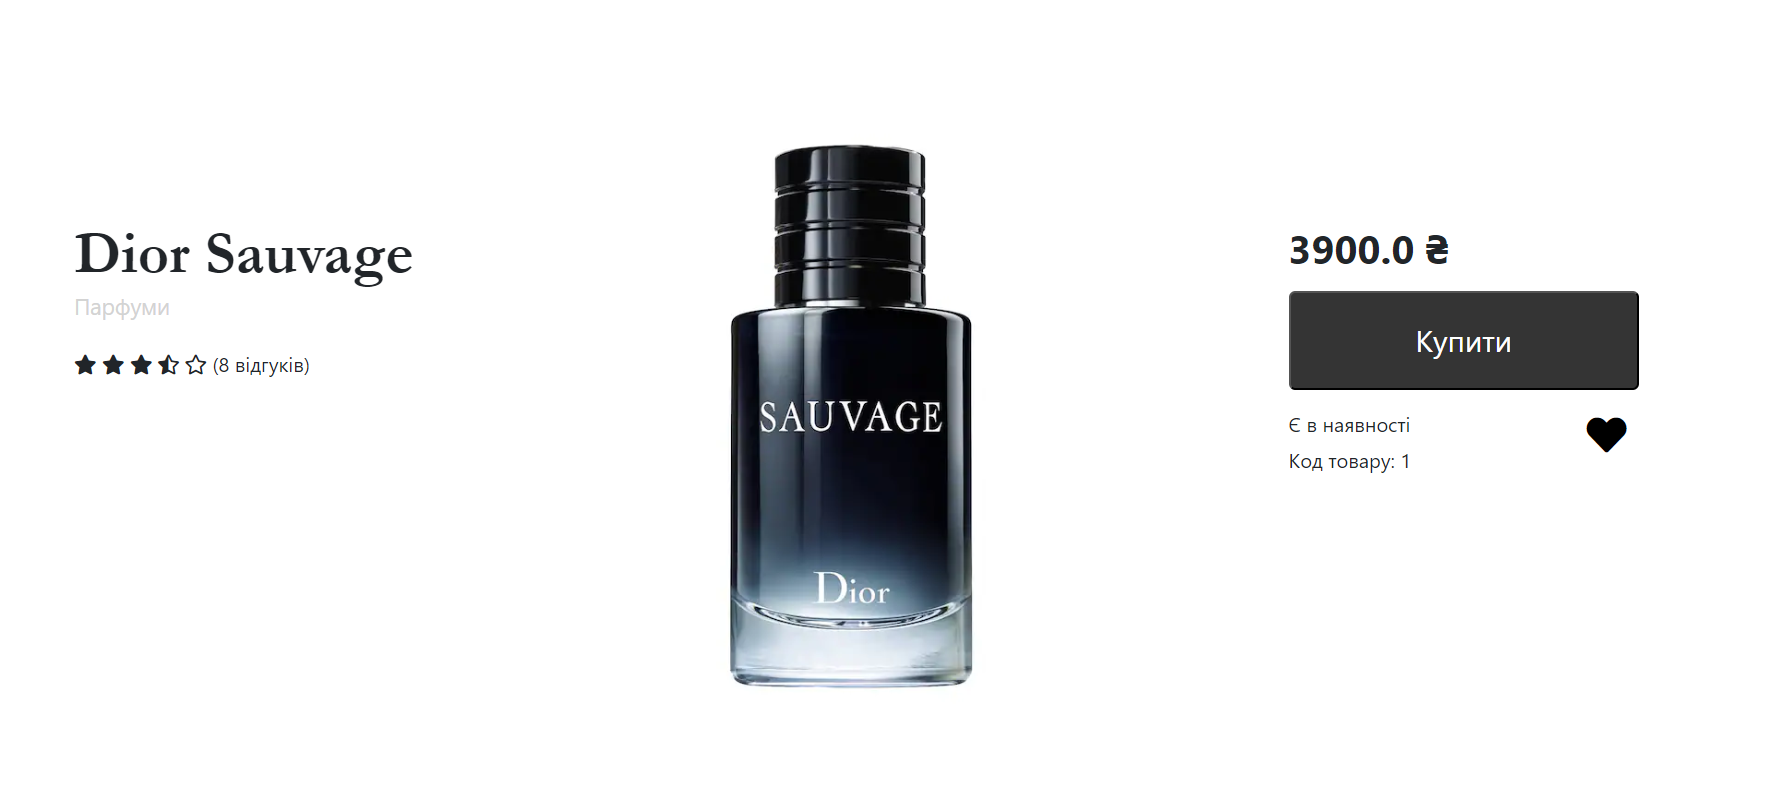 Dior Sauvage
Парфуми
(8 відгуків)
SAUVAGE
Dior
3900.0 ₴
Купити
Є в наявності
Код товару: 1